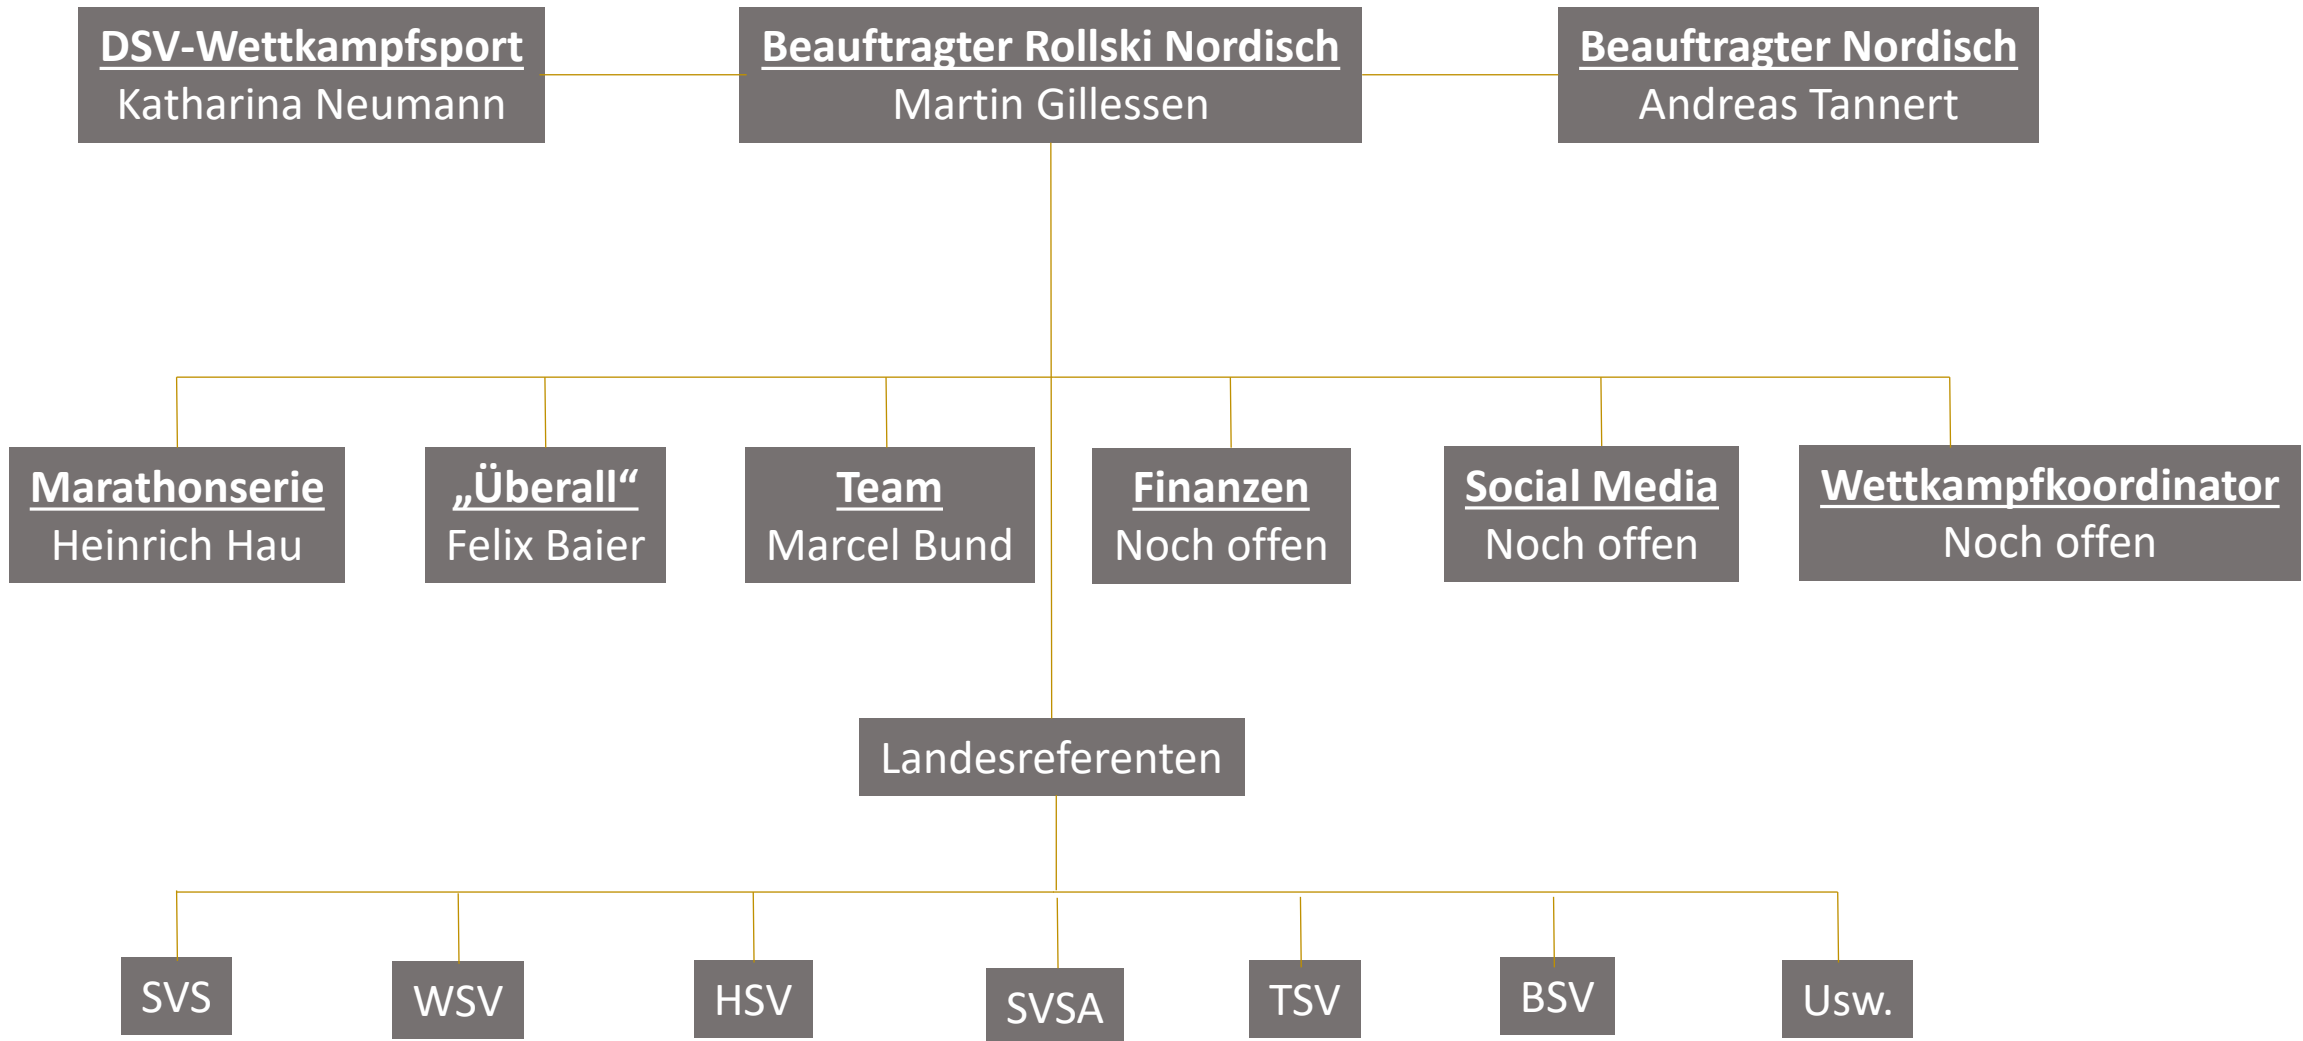 DSV-Wettkampfsport
Katharina Neumann
Beauftragter Rollski Nordisch
Martin Gillessen
Beauftragter Nordisch
Andreas Tannert
Marathonserie
Heinrich Hau
„Überall“
Felix Baier
Team
Marcel Bund
Finanzen
Noch offen
Social Media
Noch offen
Wettkampfkoordinator
Noch offen
Landesreferenten
SVS
WSV
HSV
SVSA
TSV
BSV
Usw.